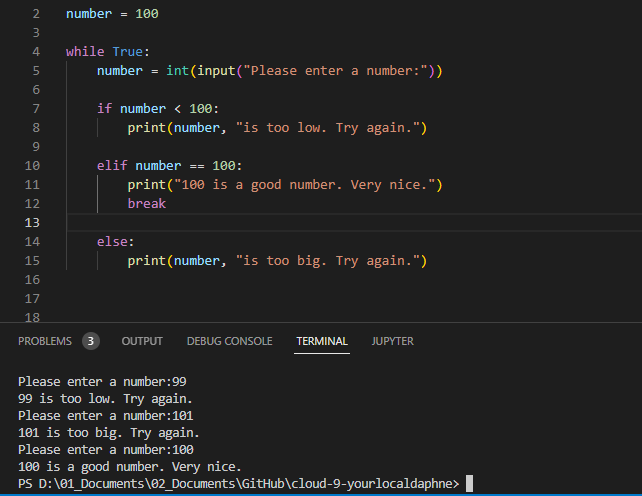 2 number = 100
3
4 while True:
5     number = int(input("Please enter a number:"))
6
7     if number < 100:
8         print(number, "is too low. Try again.")
9
10     elif number == 100:
11         print("100 is a good number. Very nice.")
12         break
13
14     else:
15         print(number, "is too big. Try again.")
16
17
18
PROBLEMS 3 OUTPUT DEBUG CONSOLE TERMINAL JUPYTER
Please enter a number:99
99 is too low. Try again.
Please enter a number:101
101 is too big. Try again.
Please enter a number:100
100 is a good number. Very nice.
PS D:\01_Documents\02_Documents\GitHub\cloud-9-yourlocaldaphne>